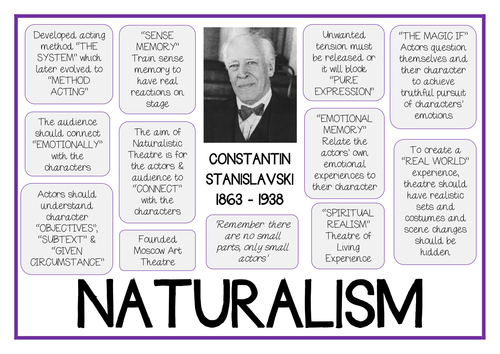 Developed acting
method "THE
SYSTEM" which
later evolved to
"METHOD
ACTING"
The audience
should connect
"EMOTIONALLY"
with the
characters
Actors should
understand
character
"OBJECTIVES",
"SUBTEXT" &
"GIVEN
CIRCUMSTANCE"
"SENSE
MEMORY"
Train sense
memory to
have real
reactions on
stage
The aim of
Naturalistic
Theatre is for
the actors &
audience to
"CONNECT"
with the
characters
Founded
Moscow Art
Theatre
CONSTANTIN
STANISLAVSKI
1863 - 1938
'Remember: there
are no small
parts, only small
actors'
Unwanted
tension must
be released or
it will block
"PURE
EXPRESSION"
"EMOTIONAL
MEMORY"
Relate the
actors' own
emotional
experiences to
their character
"SPIRITUAL
REALISM"
Theatre of
Living
Experience
"THE MAGIC IF"
Actors question
themselves and
their character
to achieve
truthful pursuit
of characters'
emotions
To create a
"REAL WORLD"
experience,
theatre should
have realistic
sets and
costumes and
scene changes
should be
hidden
NATURALISM